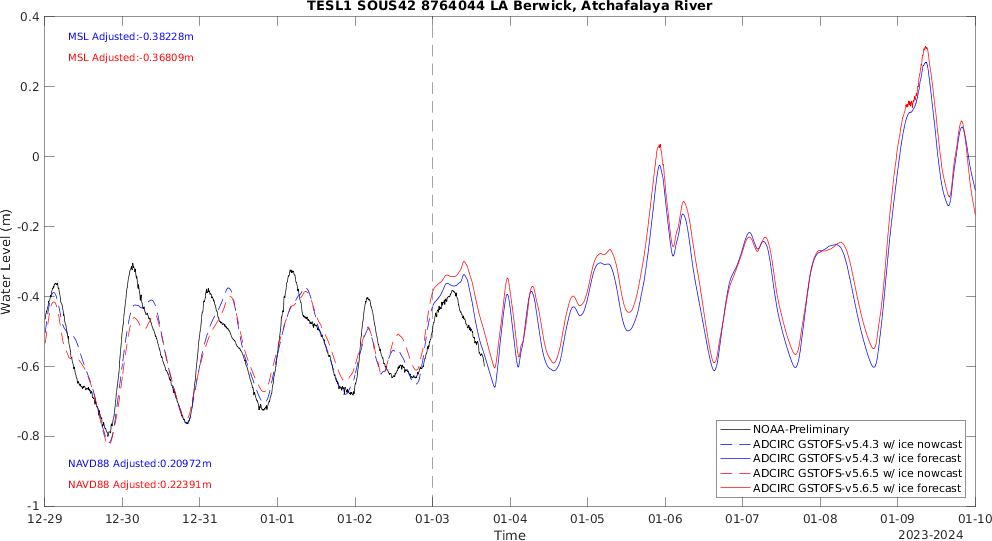 TESL1 SOUS42 8764044 LA Berwick, Atchafalaya River
0.4
MSL Adjusted:-0.38228m
MSL Adjusted:-0.36809m
0.2
0
-0.2
Water Level (m)
-0.4
-0.6
-0.8
-1
NAVD88 Adjusted:0.20972m
NAVD88 Adjusted:0.22391m
NOAA-Preliminary
ADCIRC GSTOFS-v5.4.3 w/ ice nowcast
ADCIRC GSTOFS-v5.4.3 w/ ice forecast
ADCIRC GSTOFS-v5.6.5 w/ ice nowcast
ADCIRC GSTOFS-v5.6.5 w/ ice forecast
12-29 12-30 12-31 01-01 01-02 01-03 01-04 01-05 01-06 01-07 01-08 01-09 01-10
Time
2023-2024